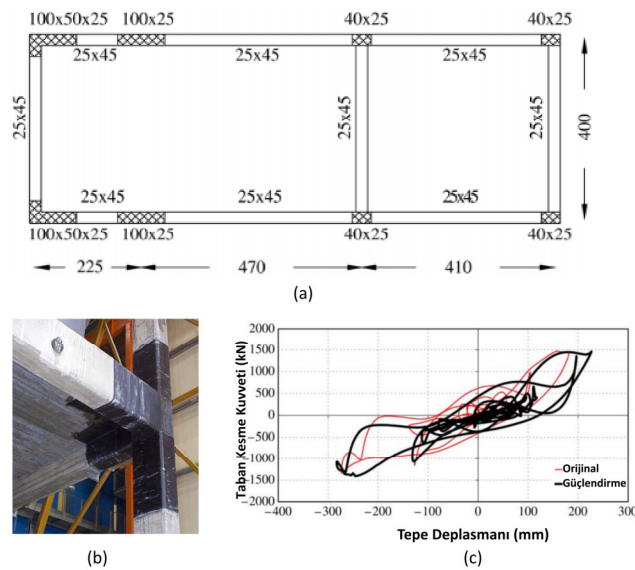 100x50x25 100x25 40x25 40x25
25x45 25x45 25x45
25x45 25x45 25x45 400
25x45 25x45 25x45
100x50x25 100x25 40x25 40x25
225 470 410
(a)
2000
1500
1000
500
0
−500
−1000
−1500
−2000
Taban Kesme Kuvveti (kN)
Orijinal
Güçlendirme
−400 −300 −200 −100 0 100 200 300
Tepe Deplasmanı (mm)
(b) (c)